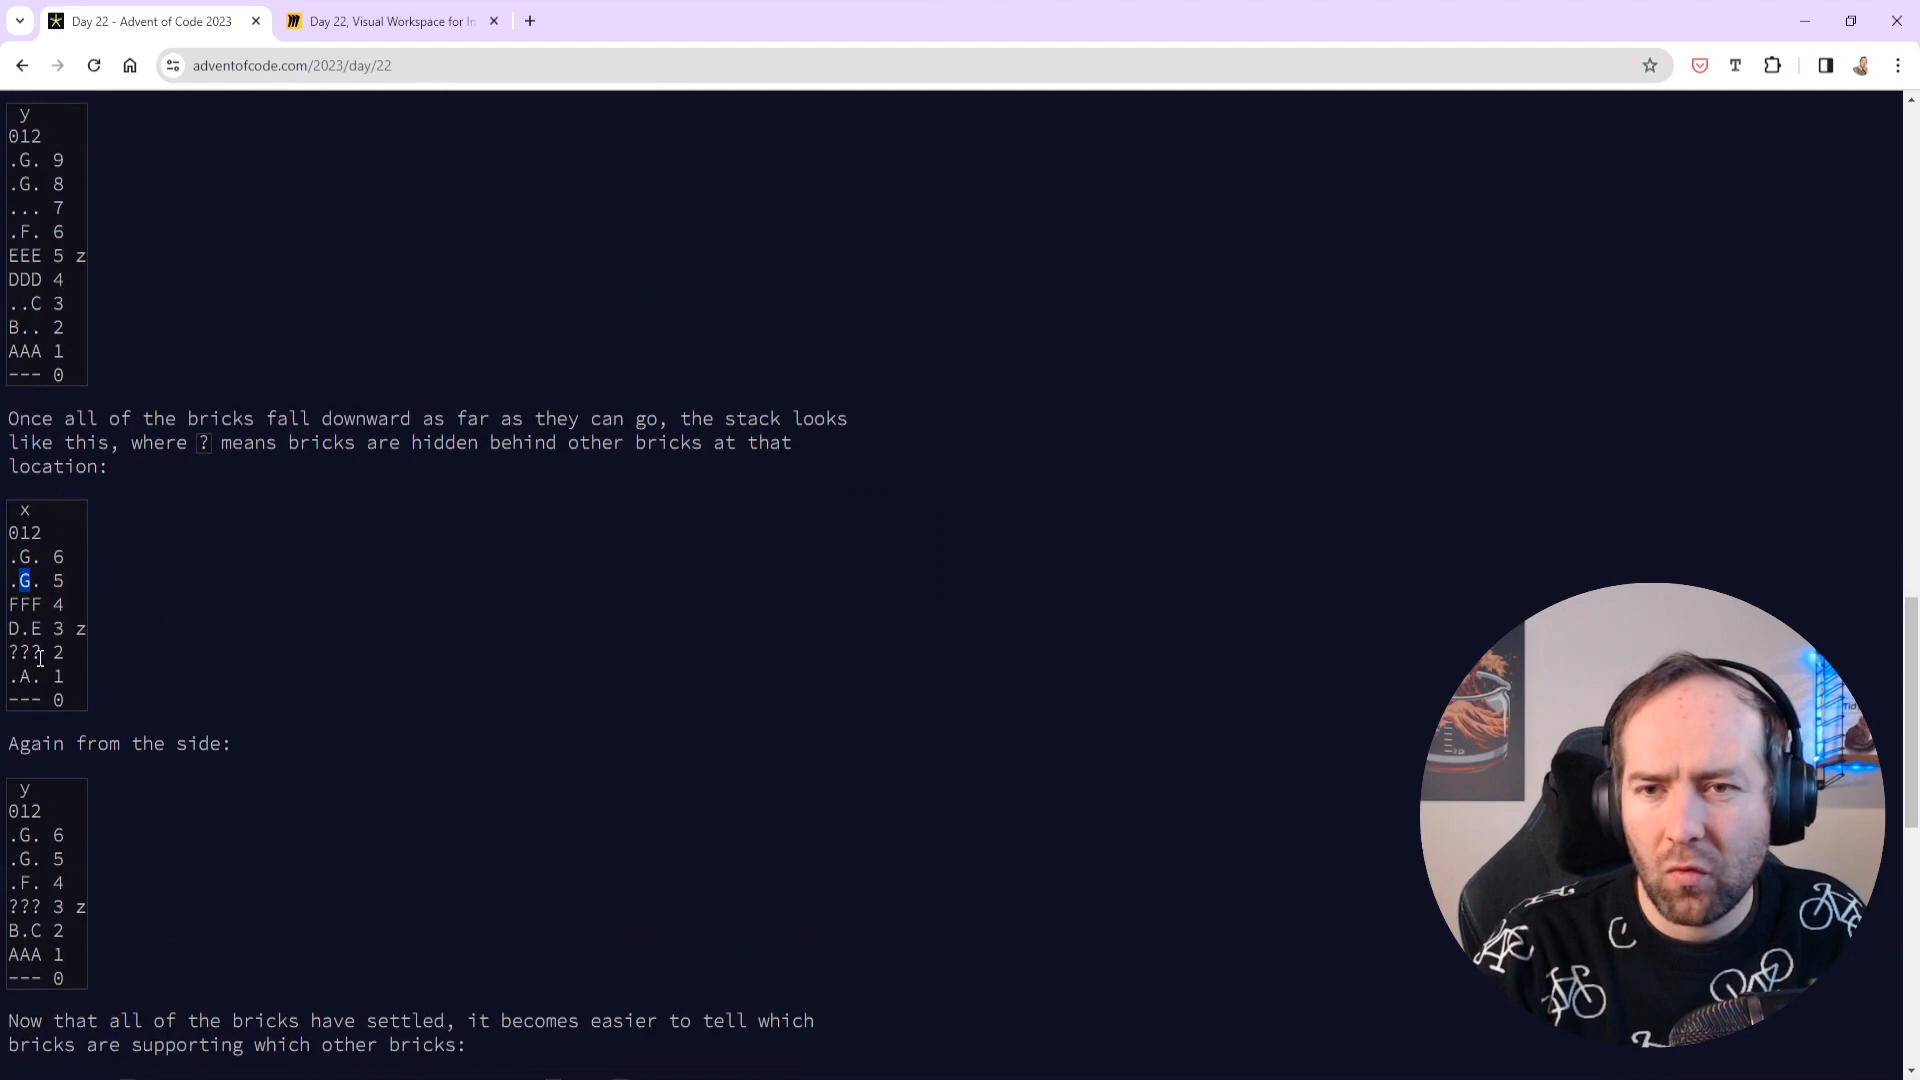 Day 22 - Advent of Code 2023
Day 22, Visual Workspace for In
adventofcode.com/2023/day/22
y
012
.G. 9
.G. 8
... 7
.F. 6
EEE 5 z
DDD 4
..C 3
B.. 2
AAA 1
--- 0
Once all of the bricks fall downward as far as they can go, the stack looks
like this, where ? means bricks are hidden behind other bricks at that
location:
x
012
.G. 6
.G. 5
FFF 4
D.E 3 z
??? 2
.A. 1
--- 0
Again from the side:
y
012
.G. 6
.G. 5
.F. 4
??? 3 z
B.C 2
AAA 1
--- 0
Now that all of the bricks have settled, it becomes easier to tell which
bricks are supporting which other bricks: